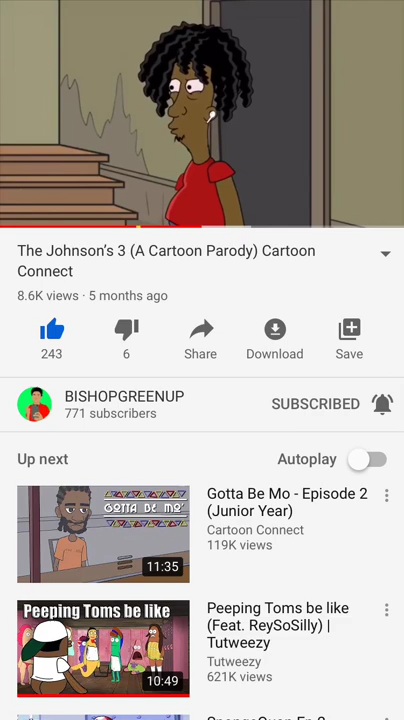 The Johnson's 3 (A Cartoon Parody) Cartoon
Connect
8.6K views · 5 months ago
243
6
Share
Download
Save
BISHOPGREENUP
771 subscribers
SUBSCRIBED
Up next
Autoplay
GOTTA BE MO'
11:35
Gotta Be Mo - Episode 2
(Junior Year)
Cartoon Connect
119K views
Peeping Toms be like
10:49
Peeping Toms be like
(Feat. ReySoSilly) |
Tutweezy
Tutweezy
621K views